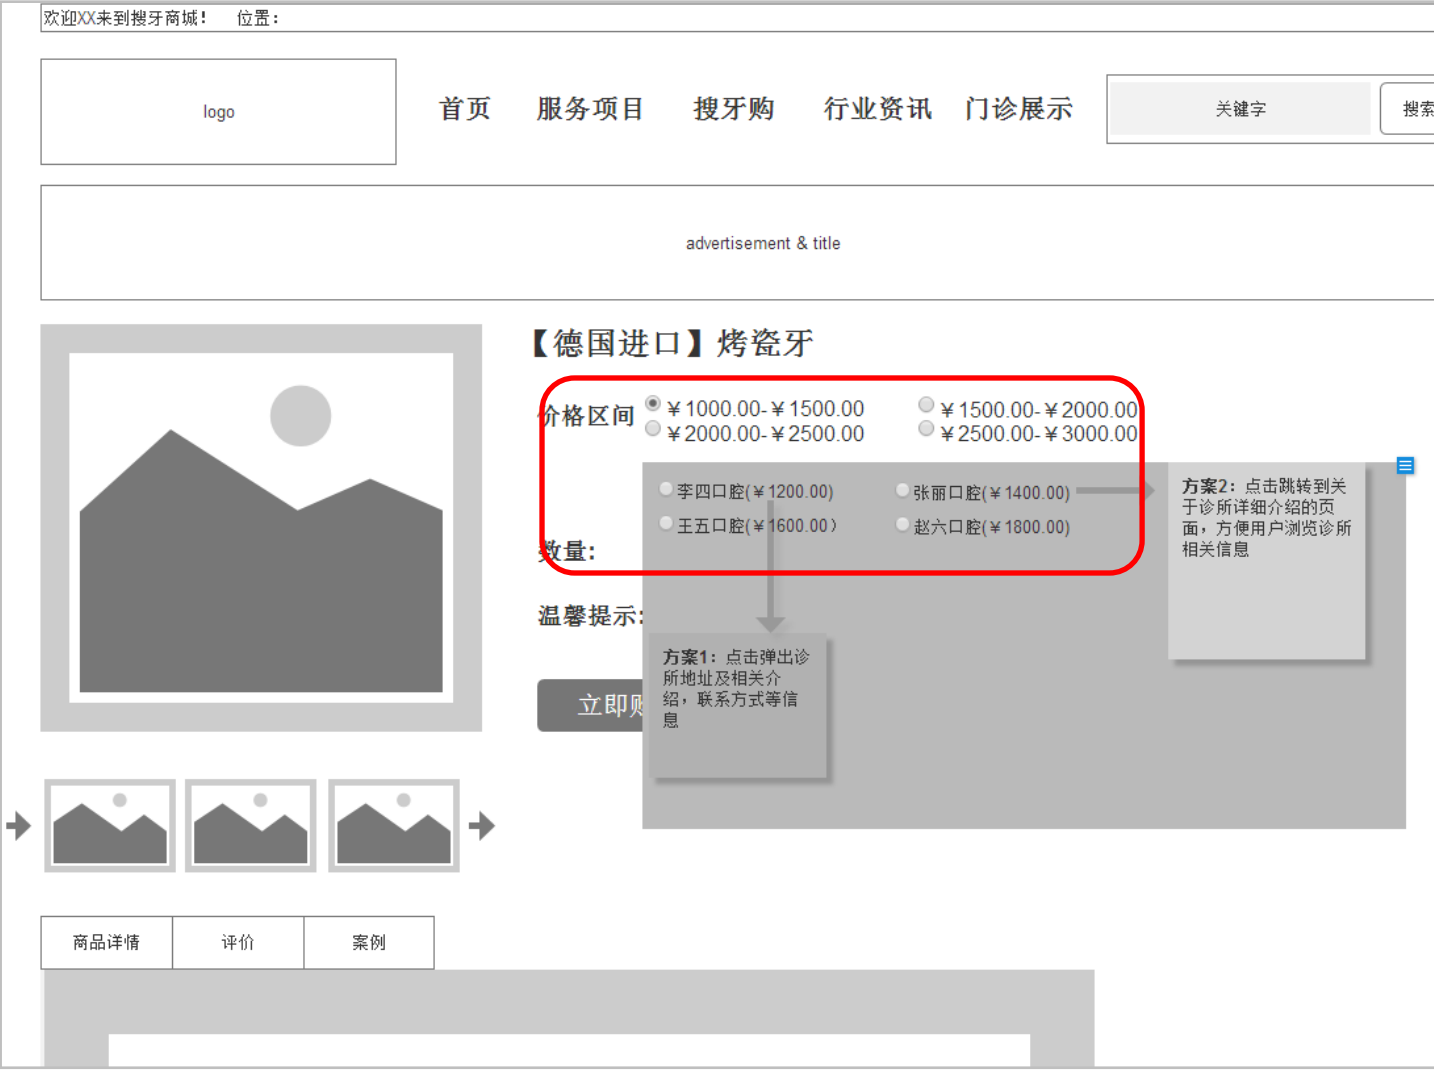 欢迎XX来到搜牙商城！ 位置：
logo
首页 服务项目 搜牙购 行业资讯 门诊展示
关键字
搜索
advertisement & title
【德国进口】烤瓷牙
价格区间
￥1000.00-￥1500.00 ￥1500.00-￥2000.00
￥2000.00-￥2500.00 ￥2500.00-￥3000.00
李四口腔(￥1200.00) 张丽口腔(￥1400.00)
王五口腔(￥1600.00） 赵六口腔(￥1800.00)
方案2：点击跳转到关
于诊所详细介绍的页
面，方便用户浏览诊所
相关信息
数量：
温馨提示：
立即
方案1：点击弹出诊
所地址及相关介
绍，联系方式等信
息
商品详情 评价 案例